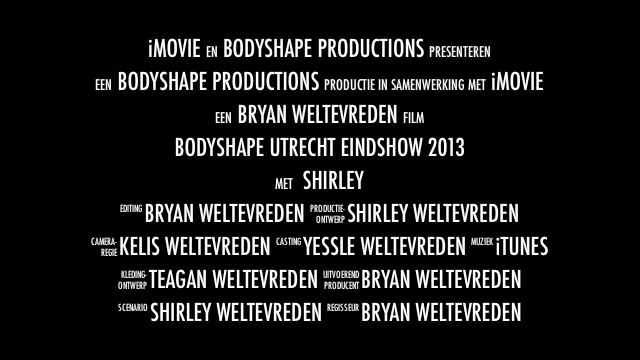 iMOVIE EN BODYSHAPE PRODUCTIONS PRESENTEREN
EEN BODYSHAPE PRODUCTIONS PRODUCTIE IN SAMENWERKING MET iMOVIE
EEN BRYAN WELTEVREDEN FILM
BODYSHAPE UTRECHT EINDSHOW 2013
MET SHIRLEY
EDITING BRYAN WELTEVREDEN PRODUCTIE-ONTWERP SHIRLEY WELTEVREDEN
CAMERA-REGIE KELIS WELTEVREDEN CASTING YESSLE WELTEVREDEN MUZIEK iTUNES
KLEDING-ONTWERP TEAGAN WELTEVREDEN UITVOEREND PRODUCENT BRYAN WELTEVREDEN
SCENARIO SHIRLEY WELTEVREDEN REGISSEUR BRYAN WELTEVREDEN